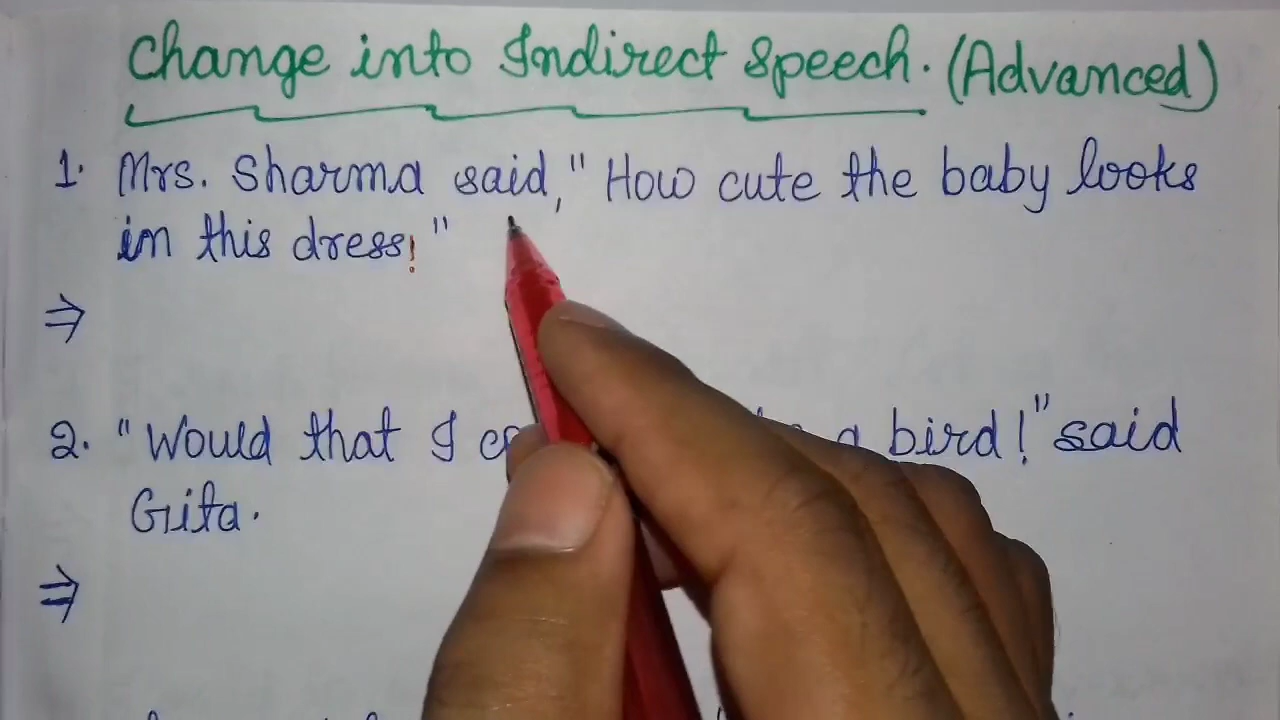 Change into Indirect Speech. (Advanced)
1. Mrs. Sharma said, " How cute the baby looks
in this dress! "
⇒
2. " Would that I a bird! " said
Gita.
⇒